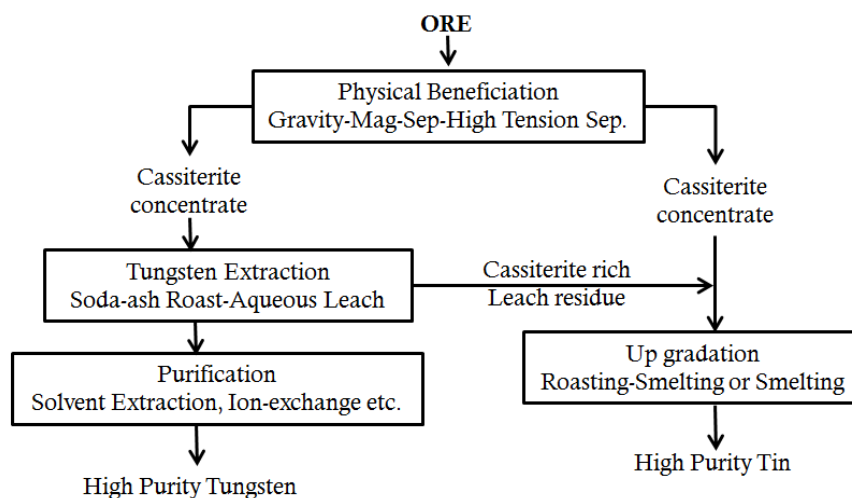 ORE
Physical Beneficiation
Gravity-Mag-Sep-High Tension Sep.
Cassiterite
concentrate
Cassiterite
concentrate
Tungsten Extraction
Soda-ash Roast-Aqueous Leach
Cassiterite rich
Leach residue
Purification
Solvent Extraction, Ion-exchange etc.
Up gradation
Roasting-Smelting or Smelting
High Purity Tungsten
High Purity Tin